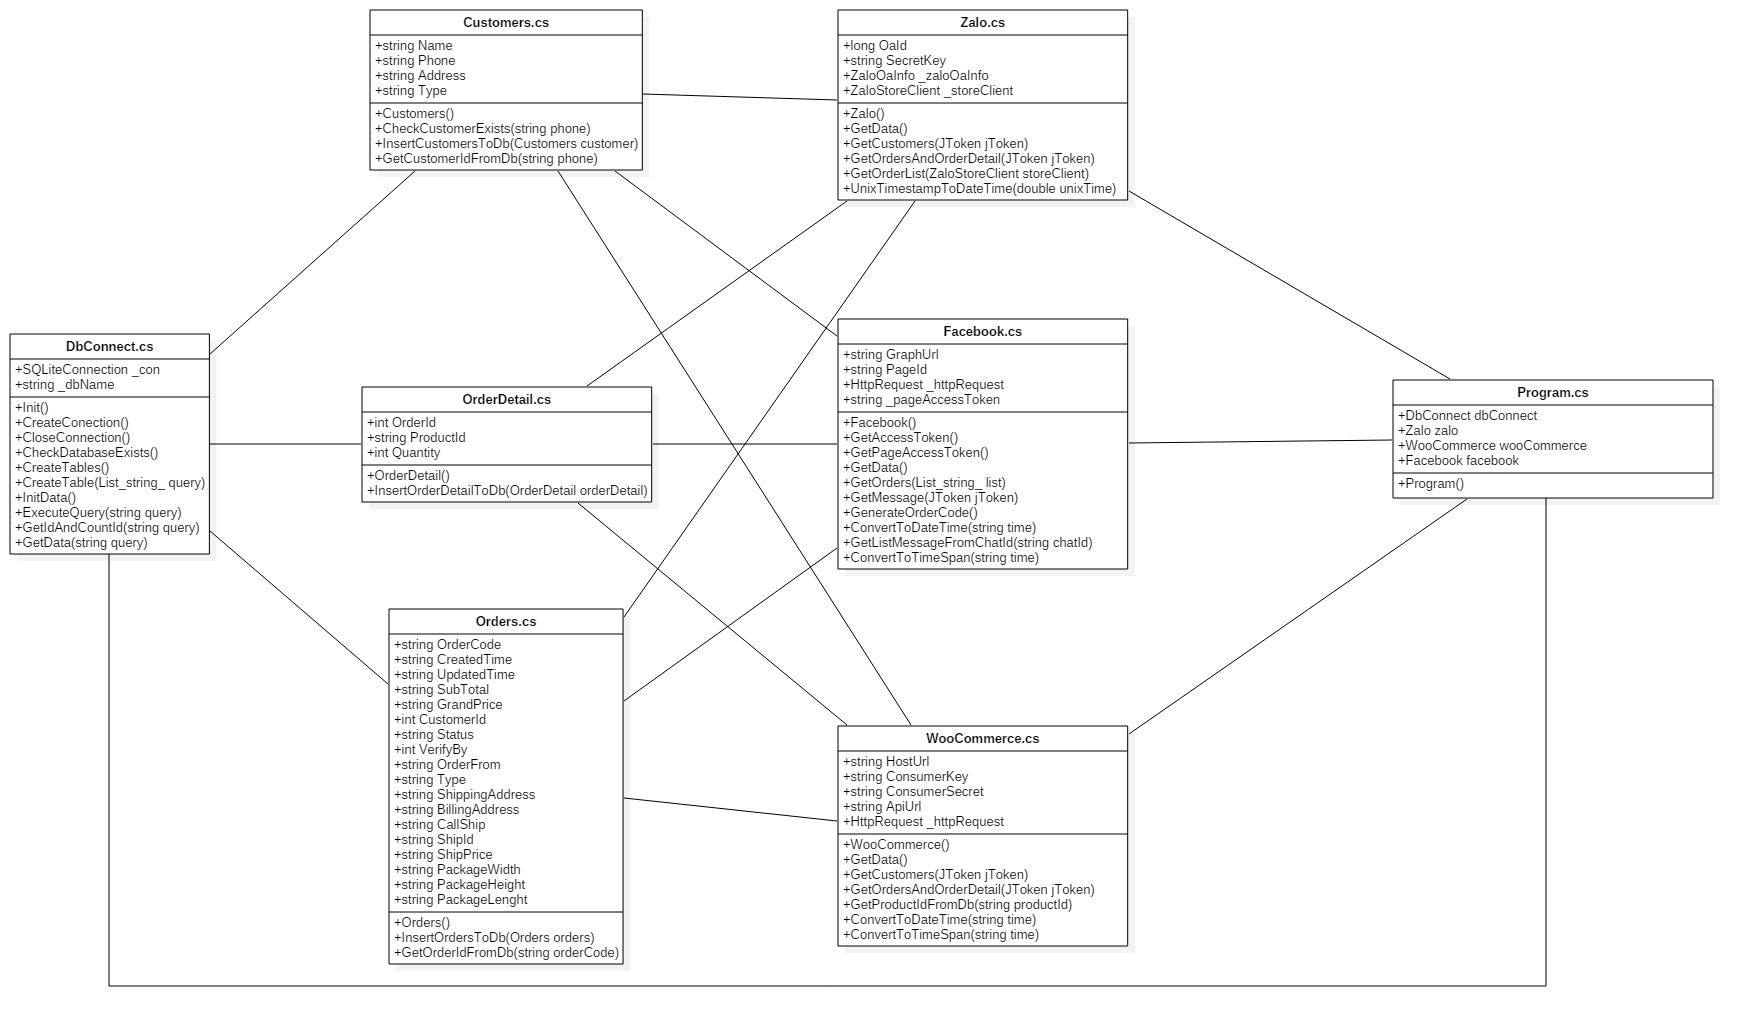 Customers.cs
+string Name
+string Phone
+string Address
+string Type
+Customers()
+CheckCustomerExists(string phone)
+InsertCustomersToDb(Customers customer)
+GetCustomerIdFromDb(string phone)
Zalo.cs
+long OaId
+string SecretKey
+ZaloOaInfo _zaloOaInfo
+ZaloStoreClient _storeClient
+Zalo()
+GetData()
+GetCustomers(JToken jToken)
+GetOrdersAndOrderDetail(JToken jToken)
+GetOrderList(ZaloStoreClient storeClient)
+UnixTimestampToDateTime(double unixTime)
DbConnect.cs
+SQLiteConnection _con
+string _dbName
+Init()
+CreateConection()
+CloseConnection()
+CheckDatabaseExists()
+CreateTables()
+CreateTable(List_string_ query)
+InitData()
+ExecuteQuery(string query)
+GetIdAndCountId(string query)
+GetData(string query)
OrderDetail.cs
+int OrderId
+string ProductId
+int Quantity
+OrderDetail()
+InsertOrderDetailToDb(OrderDetail orderDetail)
Facebook.cs
+string GraphUrl
+string PageId
+HttpRequest _httpRequest
+string _pageAccessToken
+Facebook()
+GetAccessToken()
+GetPageAccessToken()
+GetData()
+GetOrders(List_string_ list)
+GetMessage(JToken jToken)
+GenerateOrderCode()
+ConvertToDateTime(string time)
+GetListMessageFromChatId(string chatId)
+ConvertToTimeSpan(string time)
Program.cs
+DbConnect dbConnect
+Zalo zalo
+WooCommerce wooCommerce
+Facebook facebook
+Program()
Orders.cs
+string OrderCode
+string CreatedTime
+string UpdatedTime
+string SubTotal
+string GrandPrice
+int CustomerId
+string Status
+int VerifyBy
+string OrderFrom
+string Type
+string ShippingAddress
+string BillingAddress
+string CallShip
+string ShipId
+string ShipPrice
+string PackageWidth
+string PackageHeight
+string PackageLenght
+Orders()
+InsertOrdersToDb(Orders orders)
+GetOrderIdFromDb(string orderCode)
WooCommerce.cs
+string HostUrl
+string ConsumerKey
+string ConsumerSecret
+string ApiUrl
+HttpRequest _httpRequest
+WooCommerce()
+GetData()
+GetCustomers(JToken jToken)
+GetOrdersAndOrderDetail(JToken jToken)
+GetProductIdFromDb(string productId)
+ConvertToDateTime(string time)
+ConvertToTimeSpan(string time)